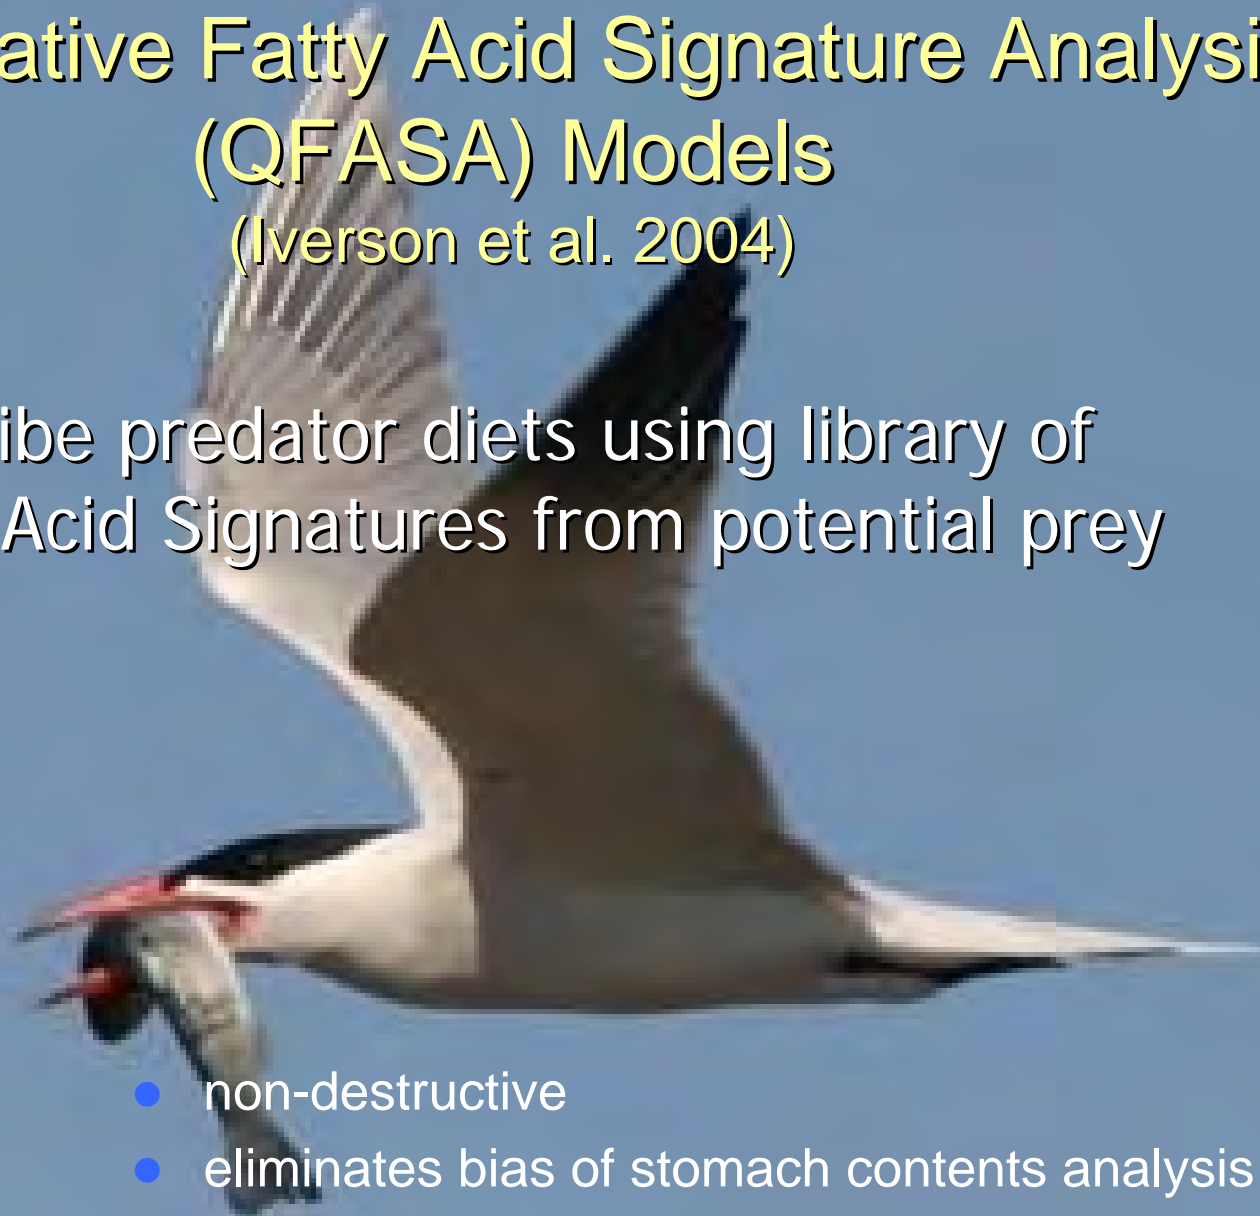 ative Fatty Acid Signature Analysi
(QFASA) Models
(Iverson et al. 2004)
ibe predator diets using library of
Acid Signatures from potential prey
non-destructive
eliminates bias of stomach contents analysis